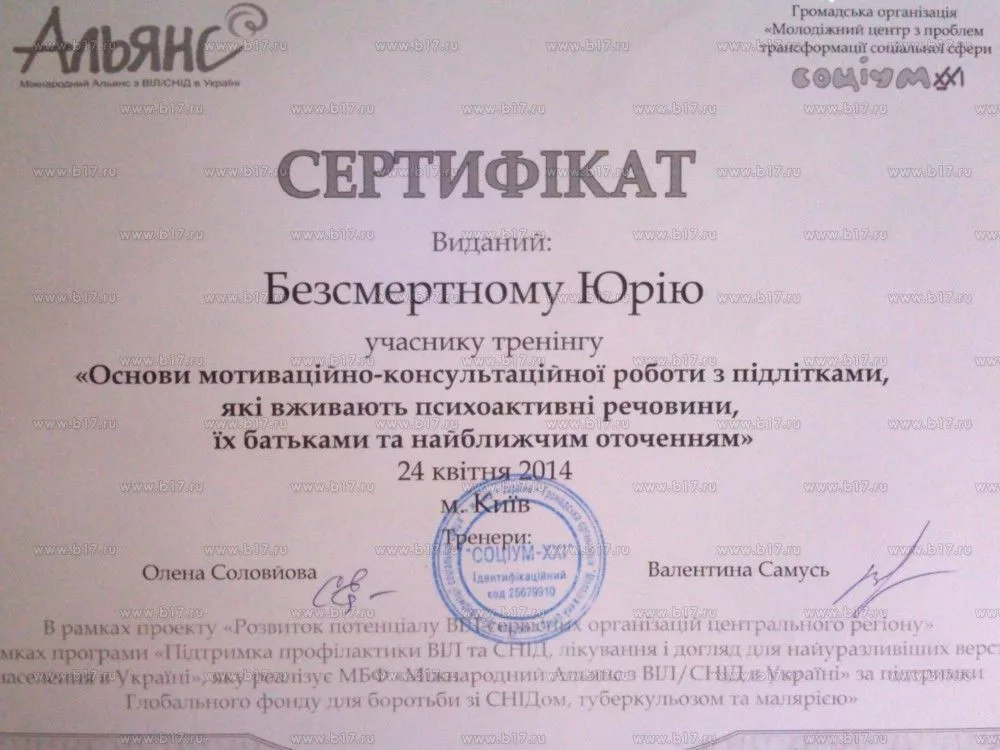 Альянс
Міжнародний Альянс з ВІЛ/СНІД в Україні
Громадська організація
«Молодіжний центр з проблем
трансформації соціальної сфери
СОЦІУМ XXI
СЕРТИФІКАТ
Виданий:
Безсмертному Юрію
учаснику тренінгу
«Основи мотиваційно-консультаційної роботи з підлітками,
які вживають психоактивні речовини,
їх батьками та найближчим оточенням»
24 квітня 2014
м. Київ
Тренери:
"СОЦІУМ-XXI"
Ідентифікаційний
код 25679910
Олена Соловйова
Валентина Самусь
В рамках проекту «Розвиток потенціалу ВІЛ-сервісних організацій центрального регіону»
мках програми «Підтримка профілактики ВІЛ та СНІД, лікування і догляд для найуразливіших верс
населення в Україні», яку реалізує МБФ «Міжнародний Альянс з ВІЛ/СНІД в Україні» за підтримки
Глобального фонду для боротьби зі СНІДом, туберкульозом та малярією»
www.b17.ru